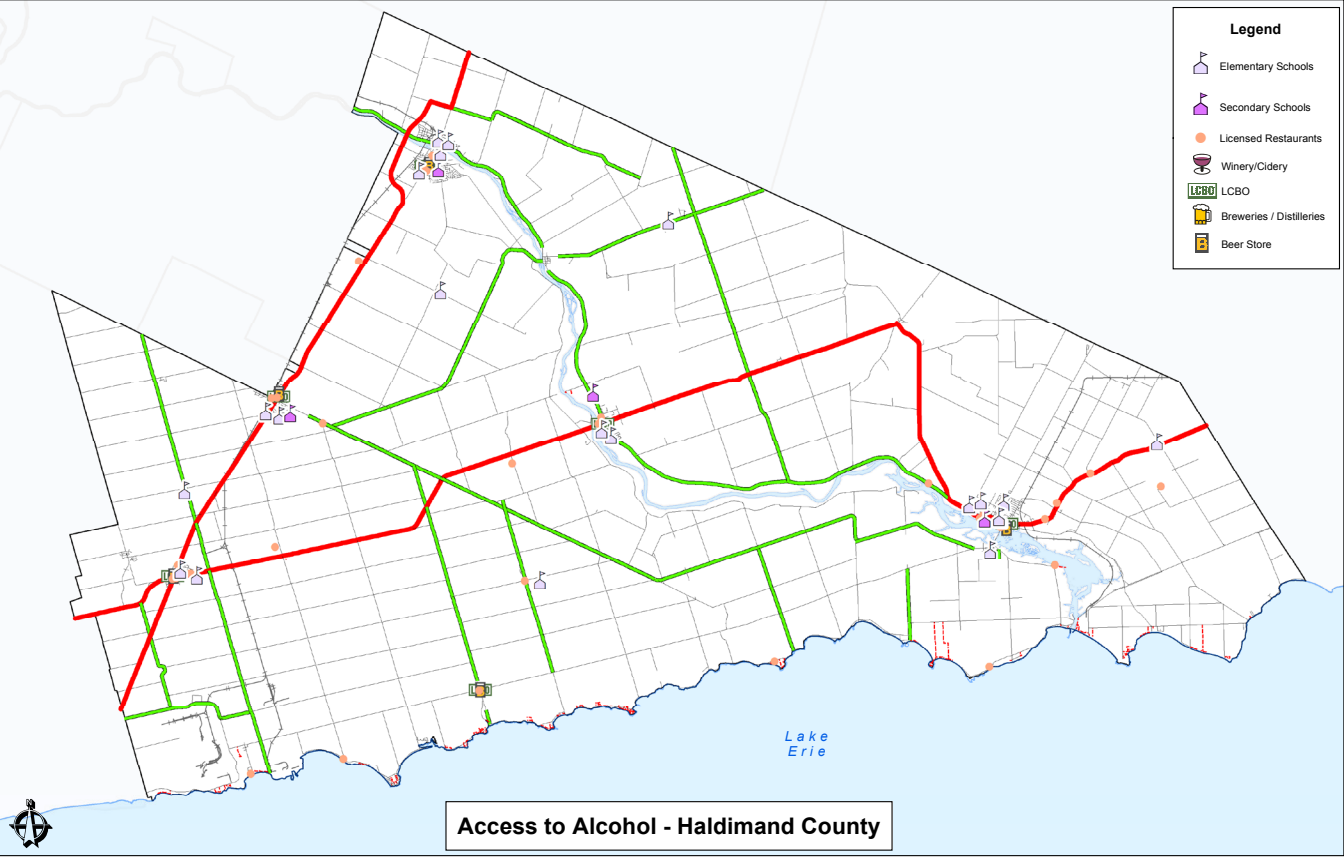 Legend
Elementary Schools
Secondary Schools
Licensed Restaurants
Winery/Cidery
LCBO LCBO
Breweries / Distilleries
B Beer Store
Lake
Erie
Access to Alcohol - Haldimand County